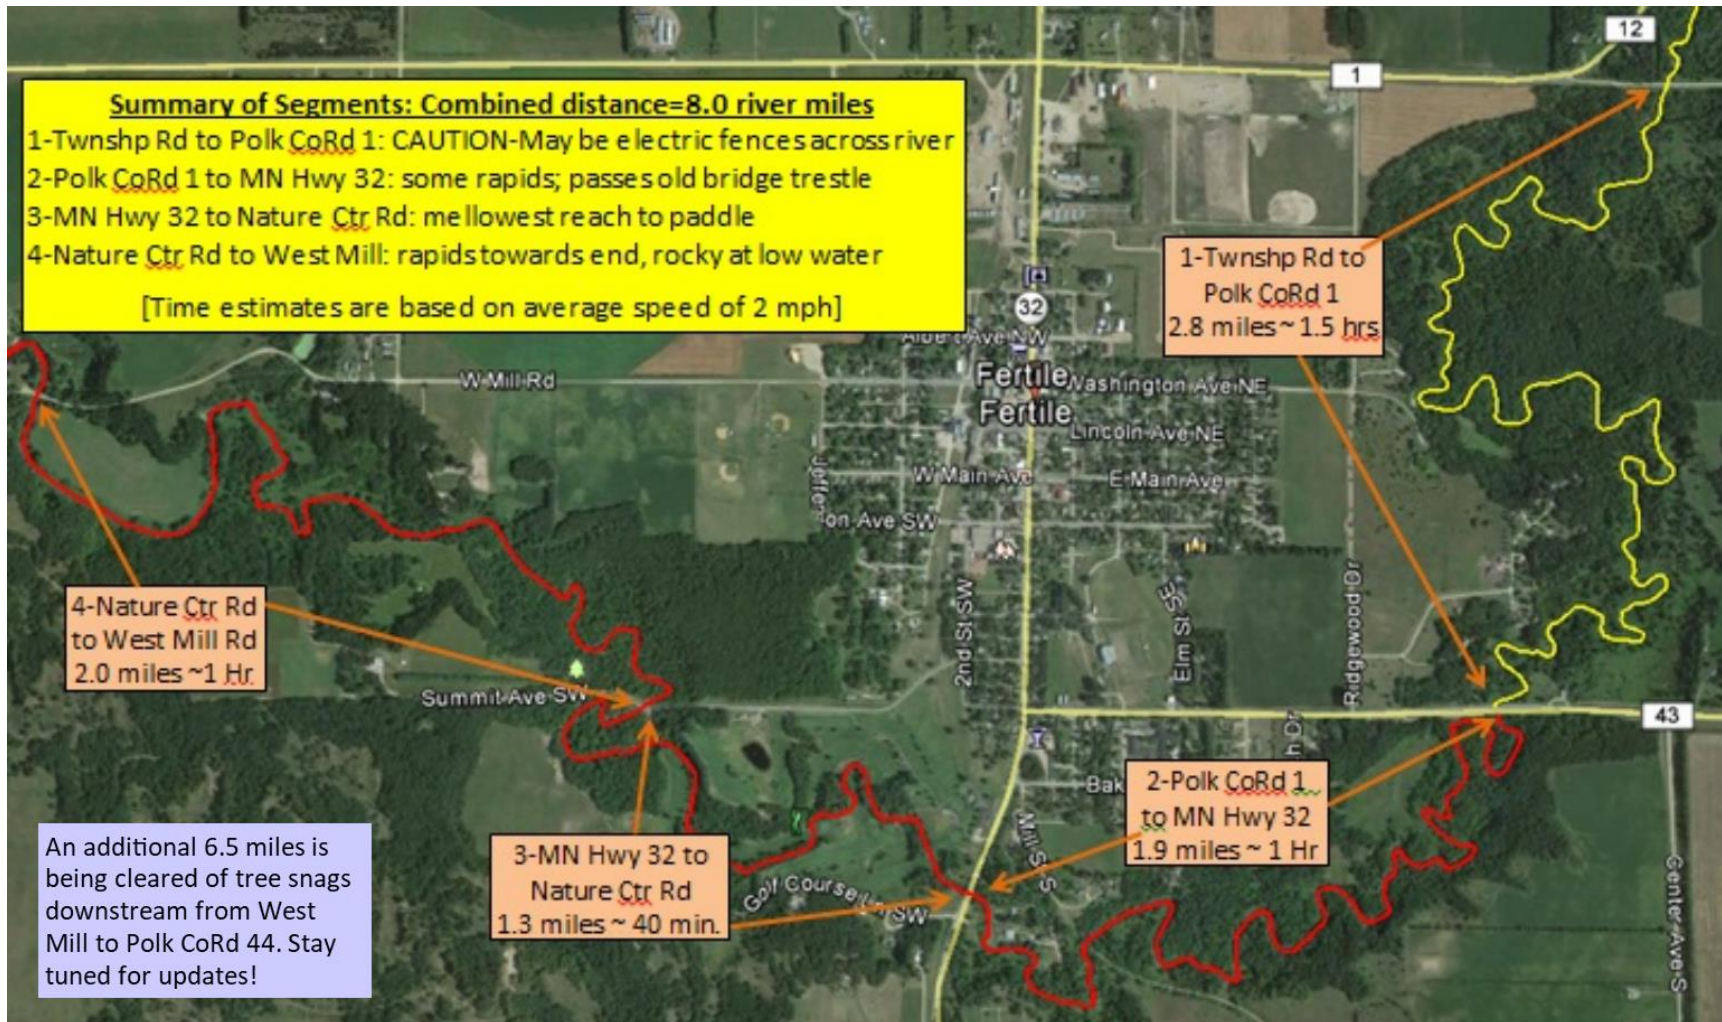 12
1
Summary of Segments: Combined distance=8.0 river miles
1-Twnshp Rd to Polk CoRd 1: CAUTION-May be electric fences across river
2-Polk CoRd 1 to MN Hwy 32: some rapids; passes old bridge trestle
3-MN Hwy 32 to Nature Ctr Rd: mellowest reach to paddle
4-Nature Ctr Rd to West Mill: rapids towards end, rocky at low water
[Time estimates are based on average speed of 2 mph]
1-Twnshp Rd to
Polk CoRd 1
2.8 miles ~ 1.5 hrs
32
Albert Ave NW
W Mill Rd
Fertile
Washington Ave NE
Fertile
Lincoln Ave NE
W Main Ave
E Main Ave
Jefferson Ave SW
2nd St SW
Elm St SE
Ridgewood Dr
4-Nature Ctr Rd
to West Mill Rd
2.0 miles ~1 Hr
Summit Ave SW
43
h Dr
Bak
2-Polk CoRd 1
to MN Hwy 32
1.9 miles ~ 1 Hr
Mill S S
3-MN Hwy 32 to
Nature Ctr Rd
1.3 miles ~ 40 min.
Golf Course Ln SW
Center Ave S
An additional 6.5 miles is
being cleared of tree snags
downstream from West
Mill to Polk CoRd 44. Stay
tuned for updates!